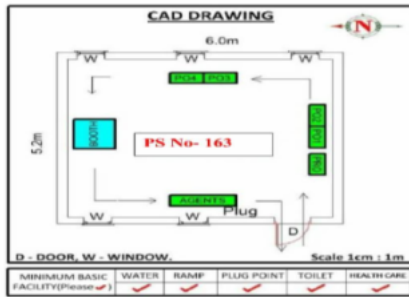 CAD DRAWING
N
6.0m
W W W
PO4 PO3
5.2m
BOOTH
PS No- 163
PO2 PO1
PRO
AGENTS
Plug
W W
D
D - DOOR, W - WINDOW. Scale 1cm : 1m
MINIMUM BASIC FACILITY(Please✓) WATER RAMP PLUG POINT TOILET HEALTH CARE
✓ ✓ ✓ ✓ ✓